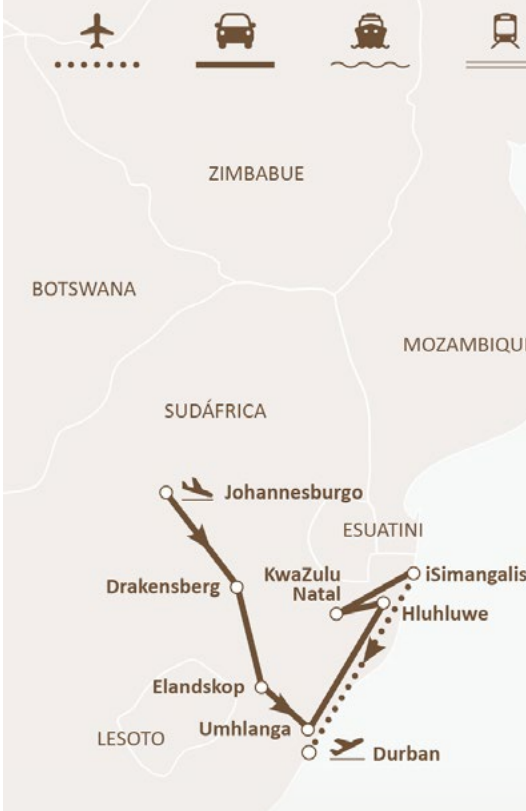 ZIMBABUE
BOTSWANA
MOZAMBIQU
SUDÁFRICA
Johannesburgo
ESUATINI
KwaZulu
Natal
iSimangalis
Drakensberg
Hluhluwe
Elandskop
Umhlanga
LESOTO
Durban